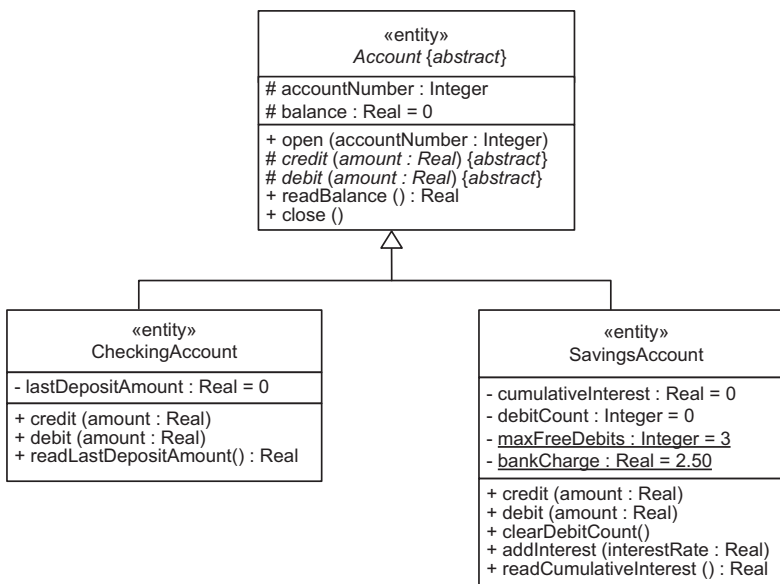 «entity»
Account {abstract}
# accountNumber : Integer
# balance : Real = 0
+ open (accountNumber : Integer)
# credit (amount : Real) {abstract}
# debit (amount : Real) {abstract}
+ readBalance () : Real
+ close ()
«entity»
CheckingAccount
- lastDepositAmount : Real = 0
+ credit (amount : Real)
+ debit (amount : Real)
+ readLastDepositAmount() : Real
«entity»
SavingsAccount
- cumulativeInterest : Real = 0
- debitCount : Integer = 0
- maxFreeDebits : Integer = 3
- bankCharge : Real = 2.50
+ credit (amount : Real)
+ debit (amount : Real)
+ clearDebitCount()
+ addInterest (interestRate : Real)
+ readCumulativeInterest () : Real